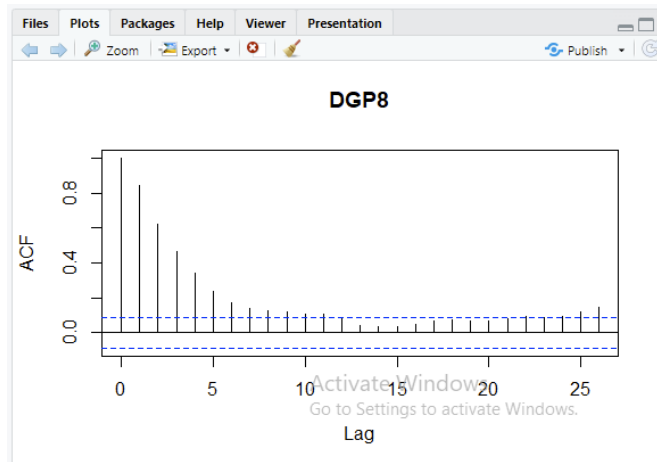 Files Plots Packages Help Viewer Presentation
Zoom Export Publish
DGP8
ACF
0.8
0.4
0.0
0 5 10 15 20 25
Activate Windows
Go to Settings to activate Windows.
Lag